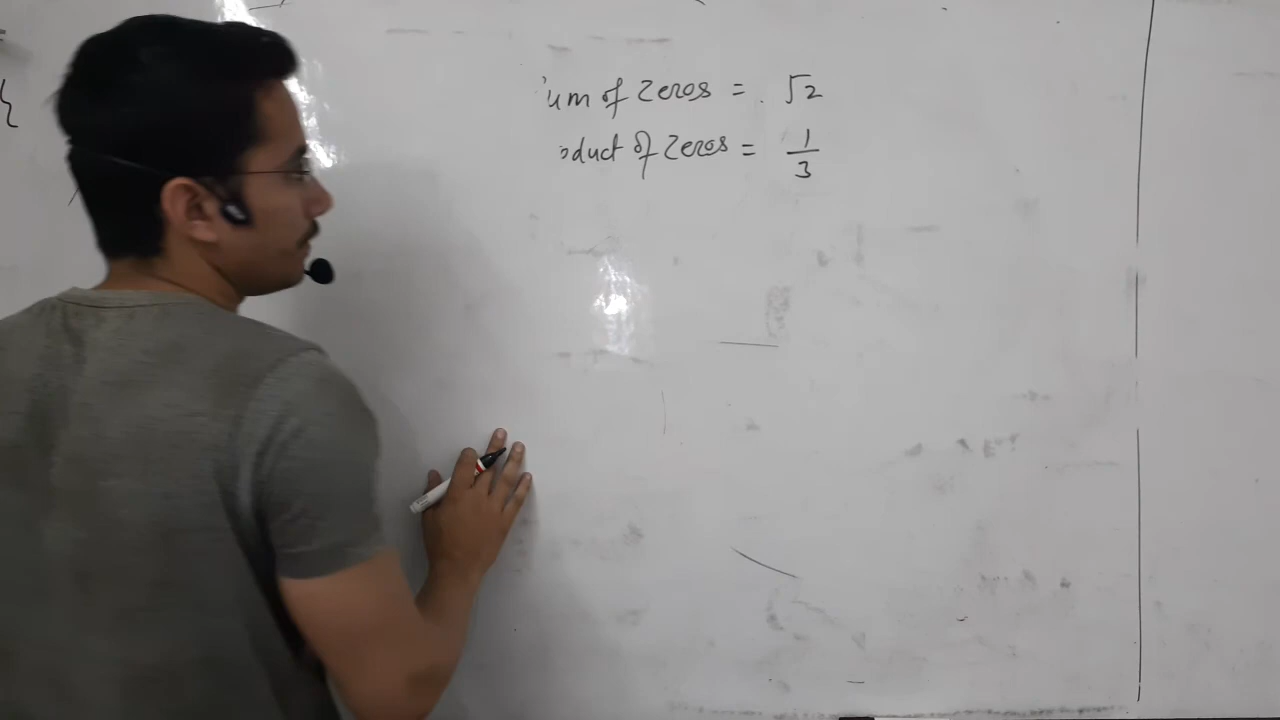 um of Zeros = √2
oduct of Zeros = 1/3